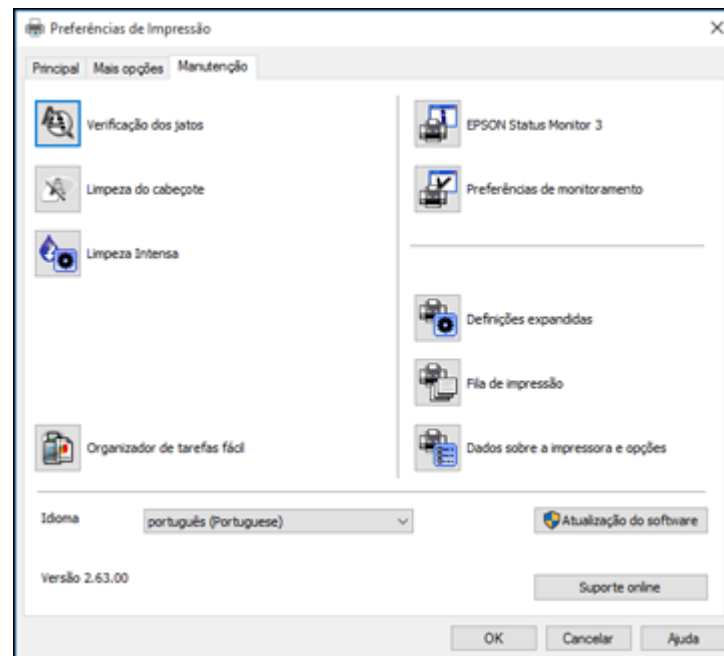 Preferências de Impressão
Principal
Mais opções
Manutenção
Verificação dos jatos
EPSON Status Monitor 3
Limpeza do cabeçote
Preferências de monitoramento
Limpeza Intensa
Definições expandidas
Fila de impressão
Organizador de tarefas fácil
Dados sobre a impressora e opções
Idoma
português (Portuguese)
Atualização do software
Versão 2.63.00
Suporte online
OK
Cancelar
Ajuda